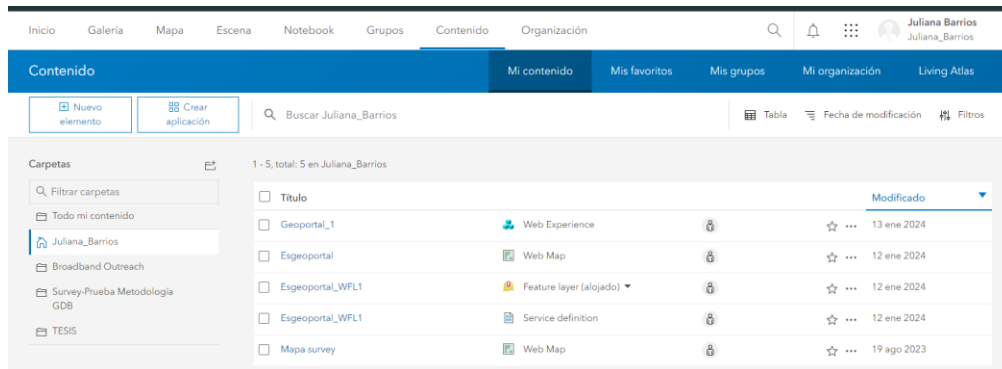 Inicio Galería Mapa Escena Notebook Grupos Contenido Organización Juliana Barrios
Juliana_Barrios
Contenido Mi contenido Mis favoritos Mis grupos Mi organización Living Atlas
Nuevo elemento Crear aplicación Buscar Juliana_Barrios Tabla Fecha de modificación Filtros
Carpetas 1 - 5, total: 5 en Juliana_Barrios
Filtrar carpetas
Todo mi contenido
Juliana_Barrios
Broadband Outreach
Survey-Prueba Metodología
GDB
TESIS
Título Modificado
Geoportal_1 Web Experience 13 ene 2024
Esgeoportal Web Map 12 ene 2024
Esgeoportal_WFL1 Feature layer (alojado) 12 ene 2024
Esgeoportal_WFL1 Service definition 12 ene 2024
Mapa survey Web Map 19 ago 2023